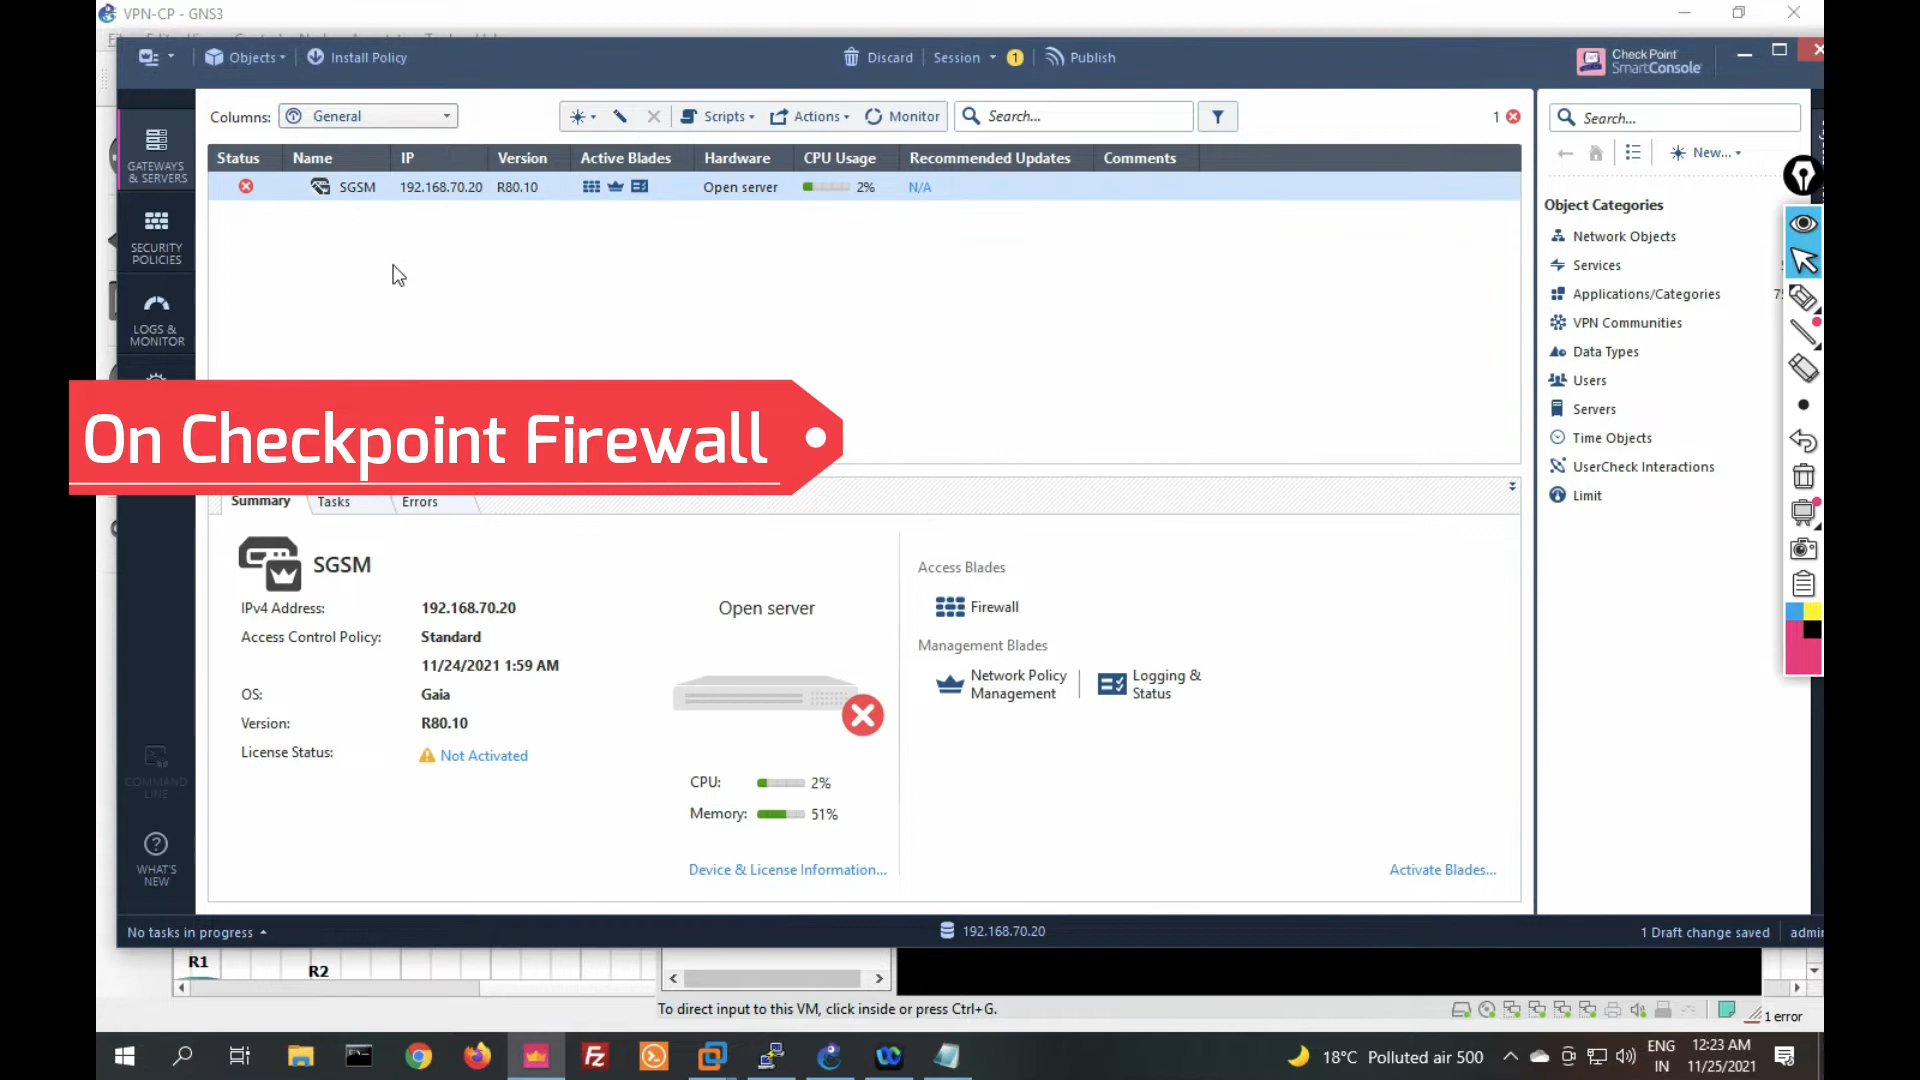 VPN-CP - GNS3
Objects
Install Policy
Discard
Session
1
Publish
Check Point
SmartConsole
Columns:
General
Scripts
Actions
Monitor
Search...
1
Search...
New...
Status
Name
IP
Version
Active Blades
Hardware
CPU Usage
Recommended Updates
Comments
SGSM
192.168.70.20
R80.10
Open server
2%
N/A
GATEWAYS
& SERVERS
SECURITY
POLICIES
LOGS &
MONITOR
COMMAND
LINE
WHAT'S
NEW
Object Categories
Network Objects
Services
Applications/Categories
VPN Communities
Data Types
Users
Servers
Time Objects
UserCheck Interactions
Limit
On Checkpoint Firewall
Summary
Tasks
Errors
SGSM
IPv4 Address:
192.168.70.20
Access Control Policy:
Standard
11/24/2021 1:59 AM
OS:
Gaia
Version:
R80.10
License Status:
Not Activated
Open server
CPU:
2%
Memory:
51%
Device & License Information...
Access Blades
Firewall
Management Blades
Network Policy
Management
Logging &
Status
Activate Blades...
No tasks in progress
192.168.70.20
1 Draft change saved
admin
R1
R2
To direct input to this VM, click inside or press Ctrl+G.
1 error
18°C Polluted air 500
ENG
IN
12:23 AM
11/25/2021